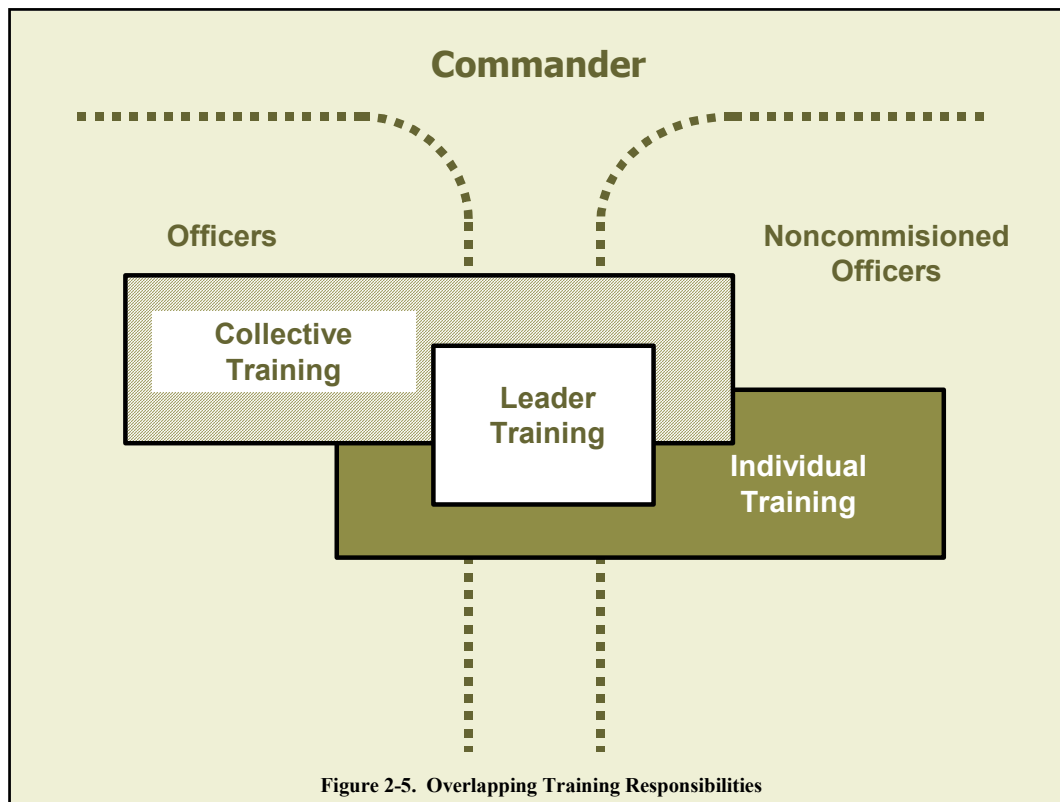 Commander
Officers
Noncommisioned
Officers
Collective
Training
Leader
Training
Individual
Training
Figure 2-5. Overlapping Training Responsibilities